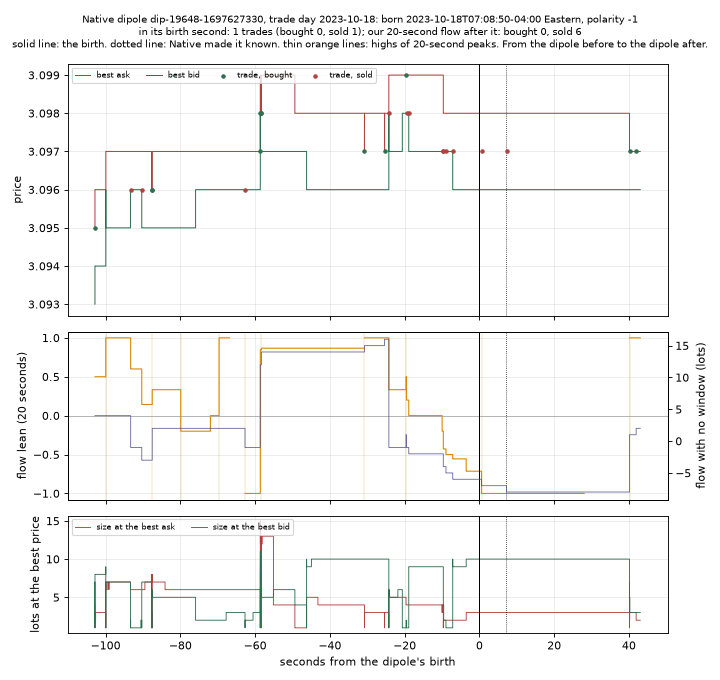 Native dipole dip-19648-1697627330, trade day 2023-10-18: born 2023-10-18T07:08:50-04:00 Eastern, polarity -1
in its birth second: 1 trades (bought 0, sold 1); our 20-second flow after it: bought 0, sold 6
solid line: the birth. dotted line: Native made it known. thin orange lines: highs of 20-second peaks. From the dipole before to the dipole after.
best ask
best bid
trade, bought
trade, sold
3.099
3.098
3.097
3.096
3.095
3.094
3.093
price
1.0
0.5
0.0
−0.5
−1.0
flow lean (20 seconds)
15
10
5
0
−5
flow with no window (lots)
size at the best ask
size at the best bid
15
10
5
lots at the best price
−100
−80
−60
−40
−20
0
20
40
seconds from the dipole's birth